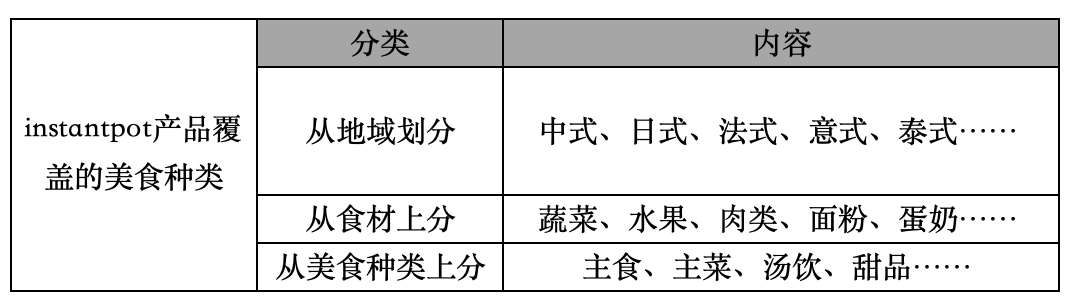 分类
内容
instantpot产品覆
盖的美食种类
从地域划分
中式、日式、法式、意式、泰式……
从食材上分
蔬菜、水果、肉类、面粉、蛋奶……
从美食种类上分
主食、主菜、汤饮、甜品……